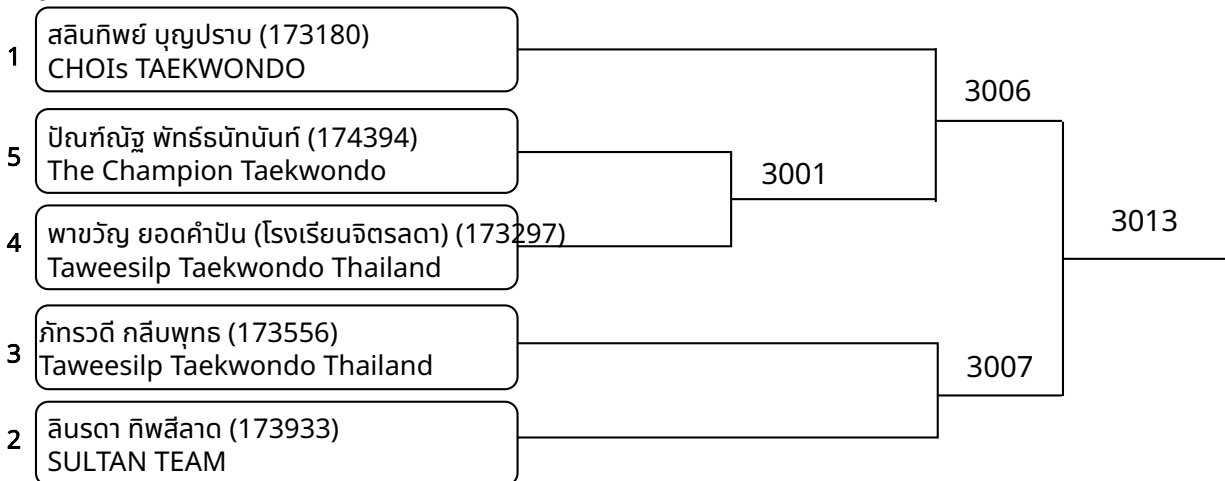 1
สลินทิพย์ บุญปราบ (173180)
CHOIs TAEKWONDO
3006
5
ปัณฑ์ณัฐ พัทธ์ธนัทนันท์ (174394)
The Champion Taekwondo
3001
4
พาขวัญ ยอดคำปัน (โรงเรียนจิตรลดา) (173297)
Taweesilp Taekwondo Thailand
3013
3
ภัทรวดี กลีบพุทธ (173556)
Taweesilp Taekwondo Thailand
3007
2
ลินรดา ทิพสีลาด (173933)
SULTAN TEAM